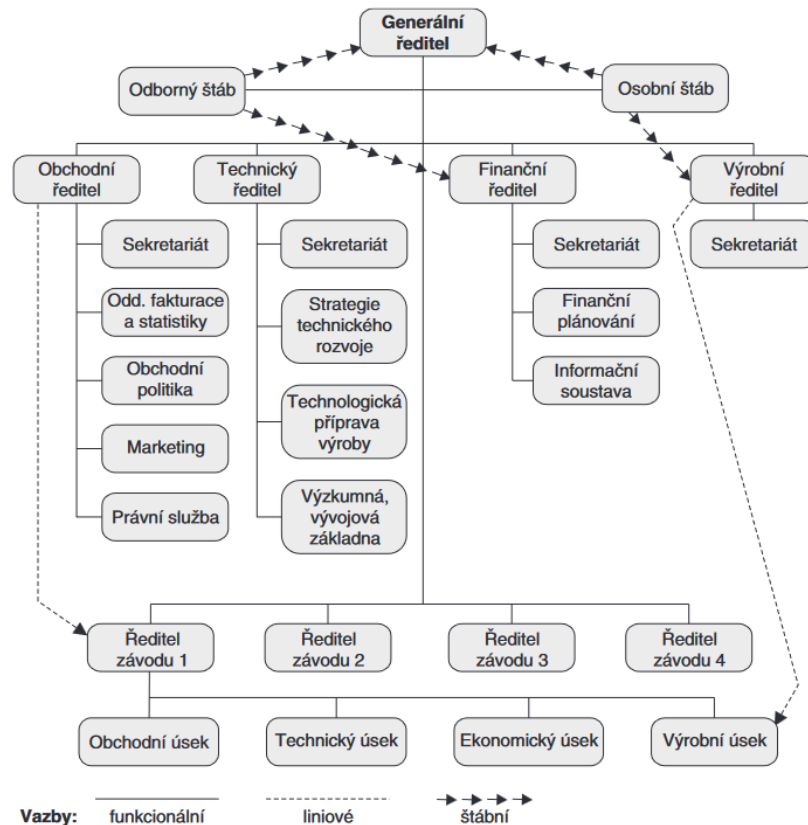 Generální
ředitel
Odborný štáb
Osobní štáb
Obchodní
ředitel
Technický
ředitel
Finanční
ředitel
Výrobní
ředitel
Sekretariát
Sekretariát
Sekretariát
Sekretariát
Odd. fakturace
a statistiky
Strategie
technického
rozvoje
Finanční
plánování
Obchodní
politika
Technologická
příprava
výroby
Informační
soustava
Marketing
Právní služba
Výzkumná,
vývojová
základna
Ředitel
závodu 1
Ředitel
závodu 2
Ředitel
závodu 3
Ředitel
závodu 4
Obchodní úsek
Technický úsek
Ekonomický úsek
Výrobní úsek
Vazby: funkcionální liniové štábní